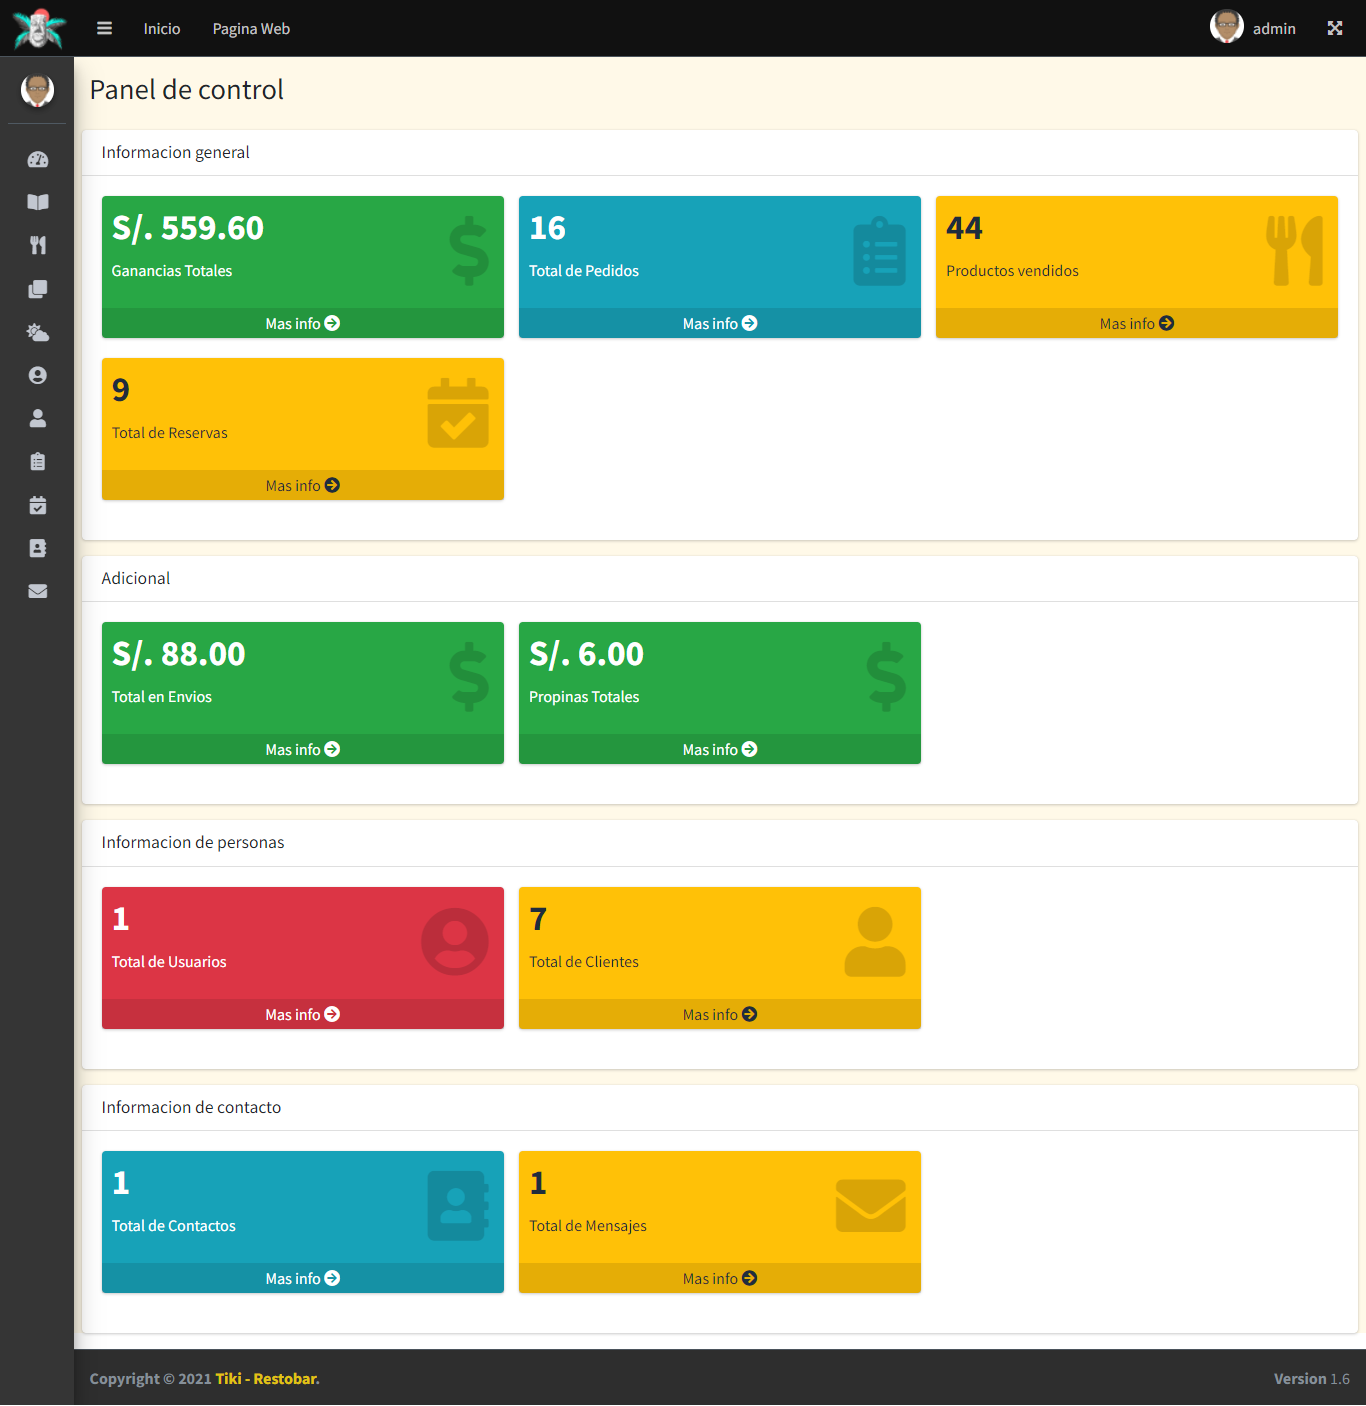 Inicio
Pagina Web
admin
Panel de control
Informacion general
S/. 559.60
Ganancias Totales
Mas info
16
Total de Pedidos
Mas info
44
Productos vendidos
Mas info
9
Total de Reservas
Mas info
Adicional
S/. 88.00
Total en Envios
Mas info
S/. 6.00
Propinas Totales
Mas info
Informacion de personas
1
Total de Usuarios
Mas info
7
Total de Clientes
Mas info
Informacion de contacto
1
Total de Contactos
Mas info
1
Total de Mensajes
Mas info
Copyright © 2021 Tiki - Restobar.
Version 1.6